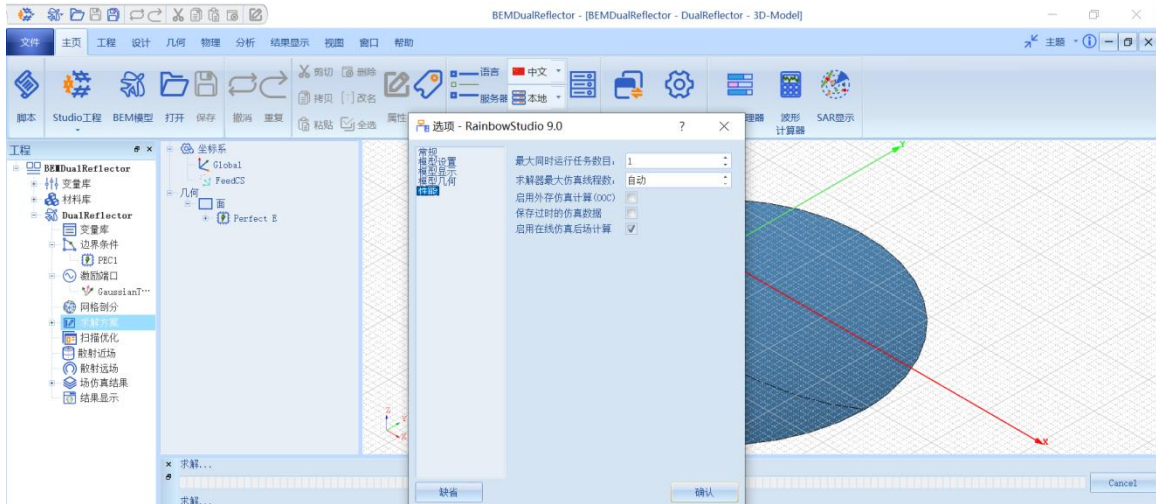 BEMDualReflector - [BEMDualReflector - DualReflector - 3D-Model]
文件 主页 工程 设计 几何 物理 分析 结果显示 视图 窗口 帮助 主题
剪切 删除 语言 中文
拷贝 改名 服务器 本地
粘贴 全选 属性
脚本 Studio工程 BEM模型 打开 保存 撤消 重复 理器 波形计算器 SAR显示
工程
BEMDualReflector
变量库
材料库
DualReflector
变量库
边界条件
PEC1
激励端口
GaussianT...
网格剖分
求解方案
扫描优化
散射近场
散射远场
场仿真结果
结果显示
坐标系
Global
FeedCS
几何
面
Perfect E
选项 - RainbowStudio 9.0
常规
模型设置
模型显示
模型几何
性能
最大同时运行任务数目: 1
求解器最大仿真线程数: 自动
启用外存仿真计算(OOC)
保存过时的仿真数据
启用在线仿真后场计算
缺省 确认
Y
X
Z
Y
X
求解...
Cancel
求解...